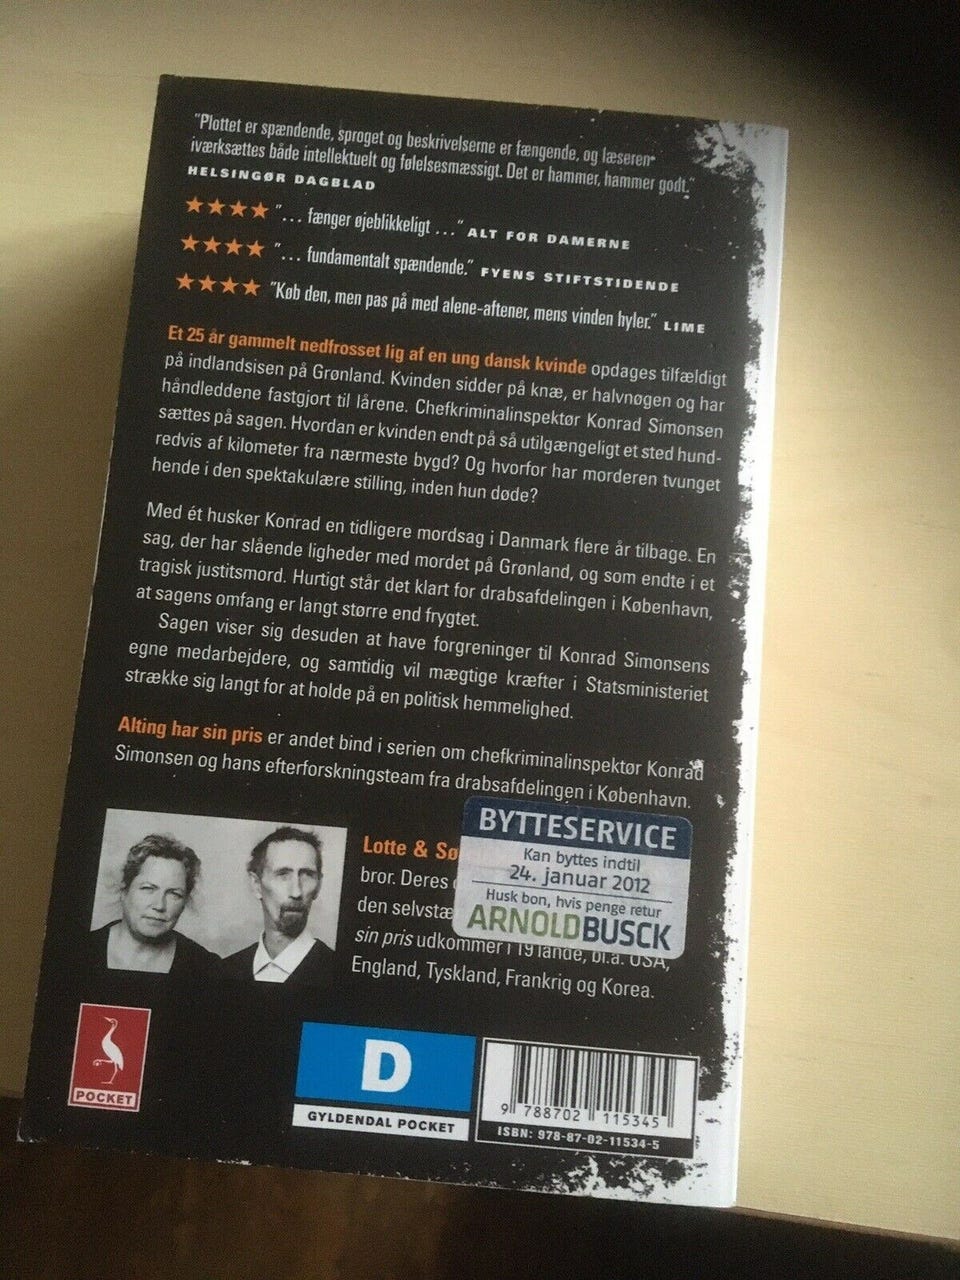 "Plottet er spændende, sproget og beskrivelserne er fængende, og læseren
iværksættes både intellektuelt og følelsesmæssigt. Det er hammer, hammer godt."
HELSINGØR DAGBLAD
★★★★ "... fænger øjeblikkeligt ..." ALT FOR DAMERNE
★★★★ "... fundamentalt spændende." FYENS STIFTSTIDENDE
★★★★ "Køb den, men pas på med alene-aftener, mens vinden hyler." LIME
Et 25 år gammelt nedfrosset lig af en ung dansk kvinde opdages tilfældigt
på indlandsisen på Grønland. Kvinden sidder på knæ, er halvnøgen og har
håndleddene fastgjort til lårene. Chefkriminalinspektør Konrad Simonsen
sættes på sagen. Hvordan er kvinden endt på så utilgængeligt et sted hund-
redvis af kilometer fra nærmeste bygd? Og hvorfor har morderen tvunget
hende i den spektakulære stilling, inden hun døde?
Med ét husker Konrad en tidligere mordsag i Danmark flere år tilbage. En
sag, der har slående ligheder med mordet på Grønland, og som endte i et
tragisk justitsmord. Hurtigt står det klart for drabsafdelingen i København,
at sagens omfang er langt større end frygtet.
Sagen viser sig desuden at have forgreninger til Konrad Simonsens
egne medarbejdere, og samtidig vil mægtige kræfter i Statsministeriet
strække sig langt for at holde på en politisk hemmelighed.
Alting har sin pris er andet bind i serien om chefkriminalinspektør Konrad
Simonsen og hans efterforskningsteam fra drabsafdelingen i København.
Lotte & Sø
bror. Deres
den selvstæ
sin pris udkommer i 19 lande, bl.a. USA,
England, Tyskland, Frankrig og Korea.
BYTTESERVICE
Kan byttes indtil
24. januar 2012
Husk bon, hvis penge retur
ARNOLD BUSCK
POCKET
D
GYLDENDAL POCKET
9 788702 115345
ISBN: 978-87-02-11534-5